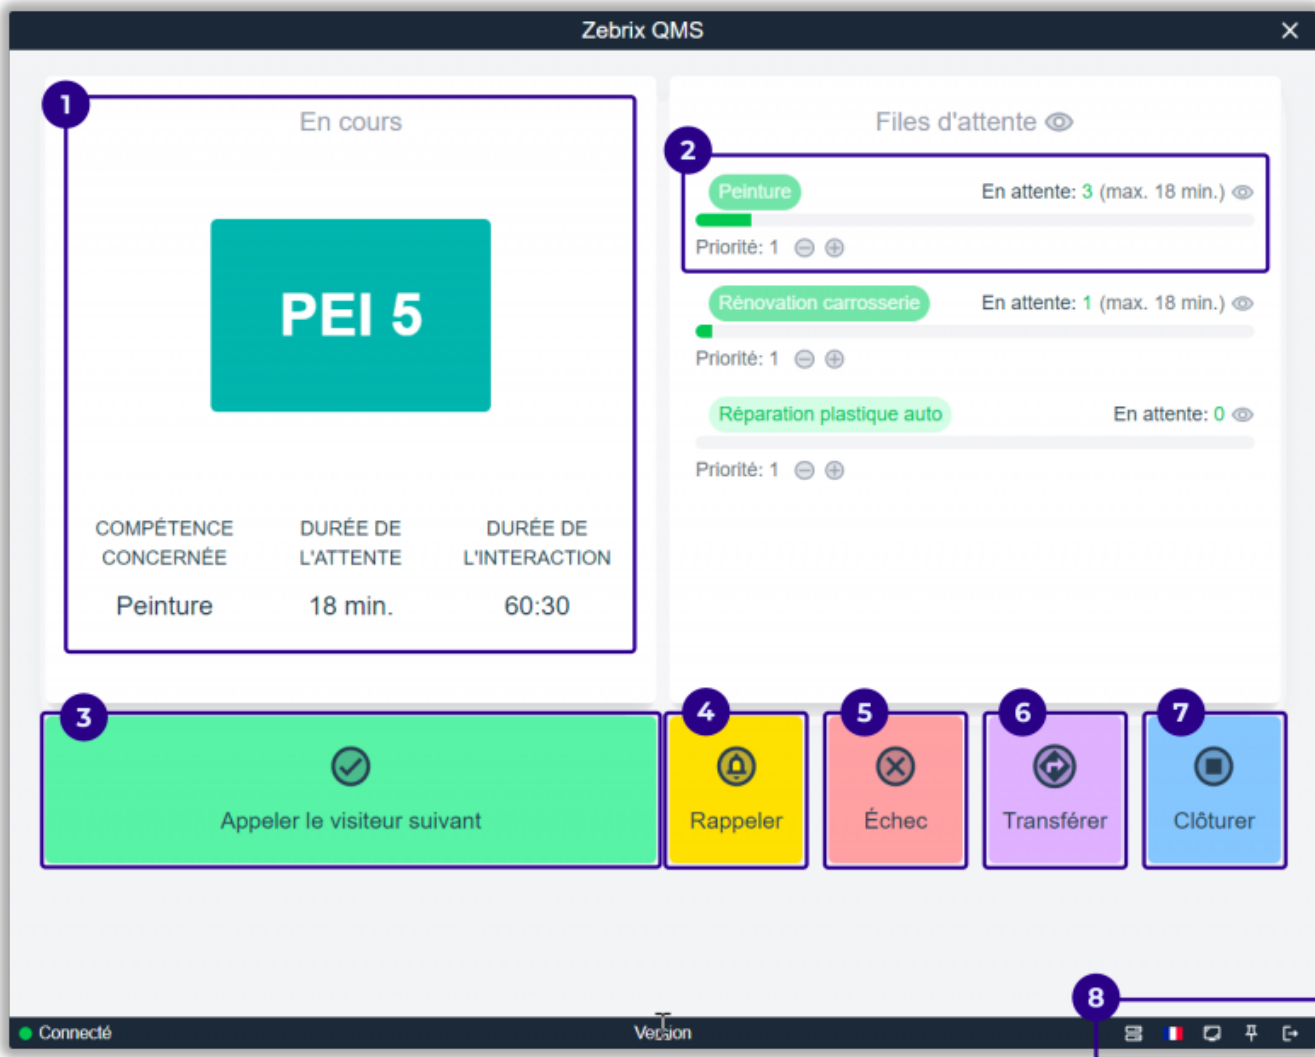 Zebrix QMS
1
En cours
PEI 5
COMPÉTENCE CONCERNÉE
DURÉE DE L'ATTENTE
DURÉE DE L'INTERACTION
Peinture
18 min.
60:30
Files d'attente
2
Peinture
En attente: 3 (max. 18 min.)
Priorité: 1
Rénovation carrosserie
En attente: 1 (max. 18 min.)
Priorité: 1
Réparation plastique auto
En attente: 0
Priorité: 1
3
Appeler le visiteur suivant
4
Rappeler
5
Échec
6
Transférer
7
Clôturer
8
Connecté
Version